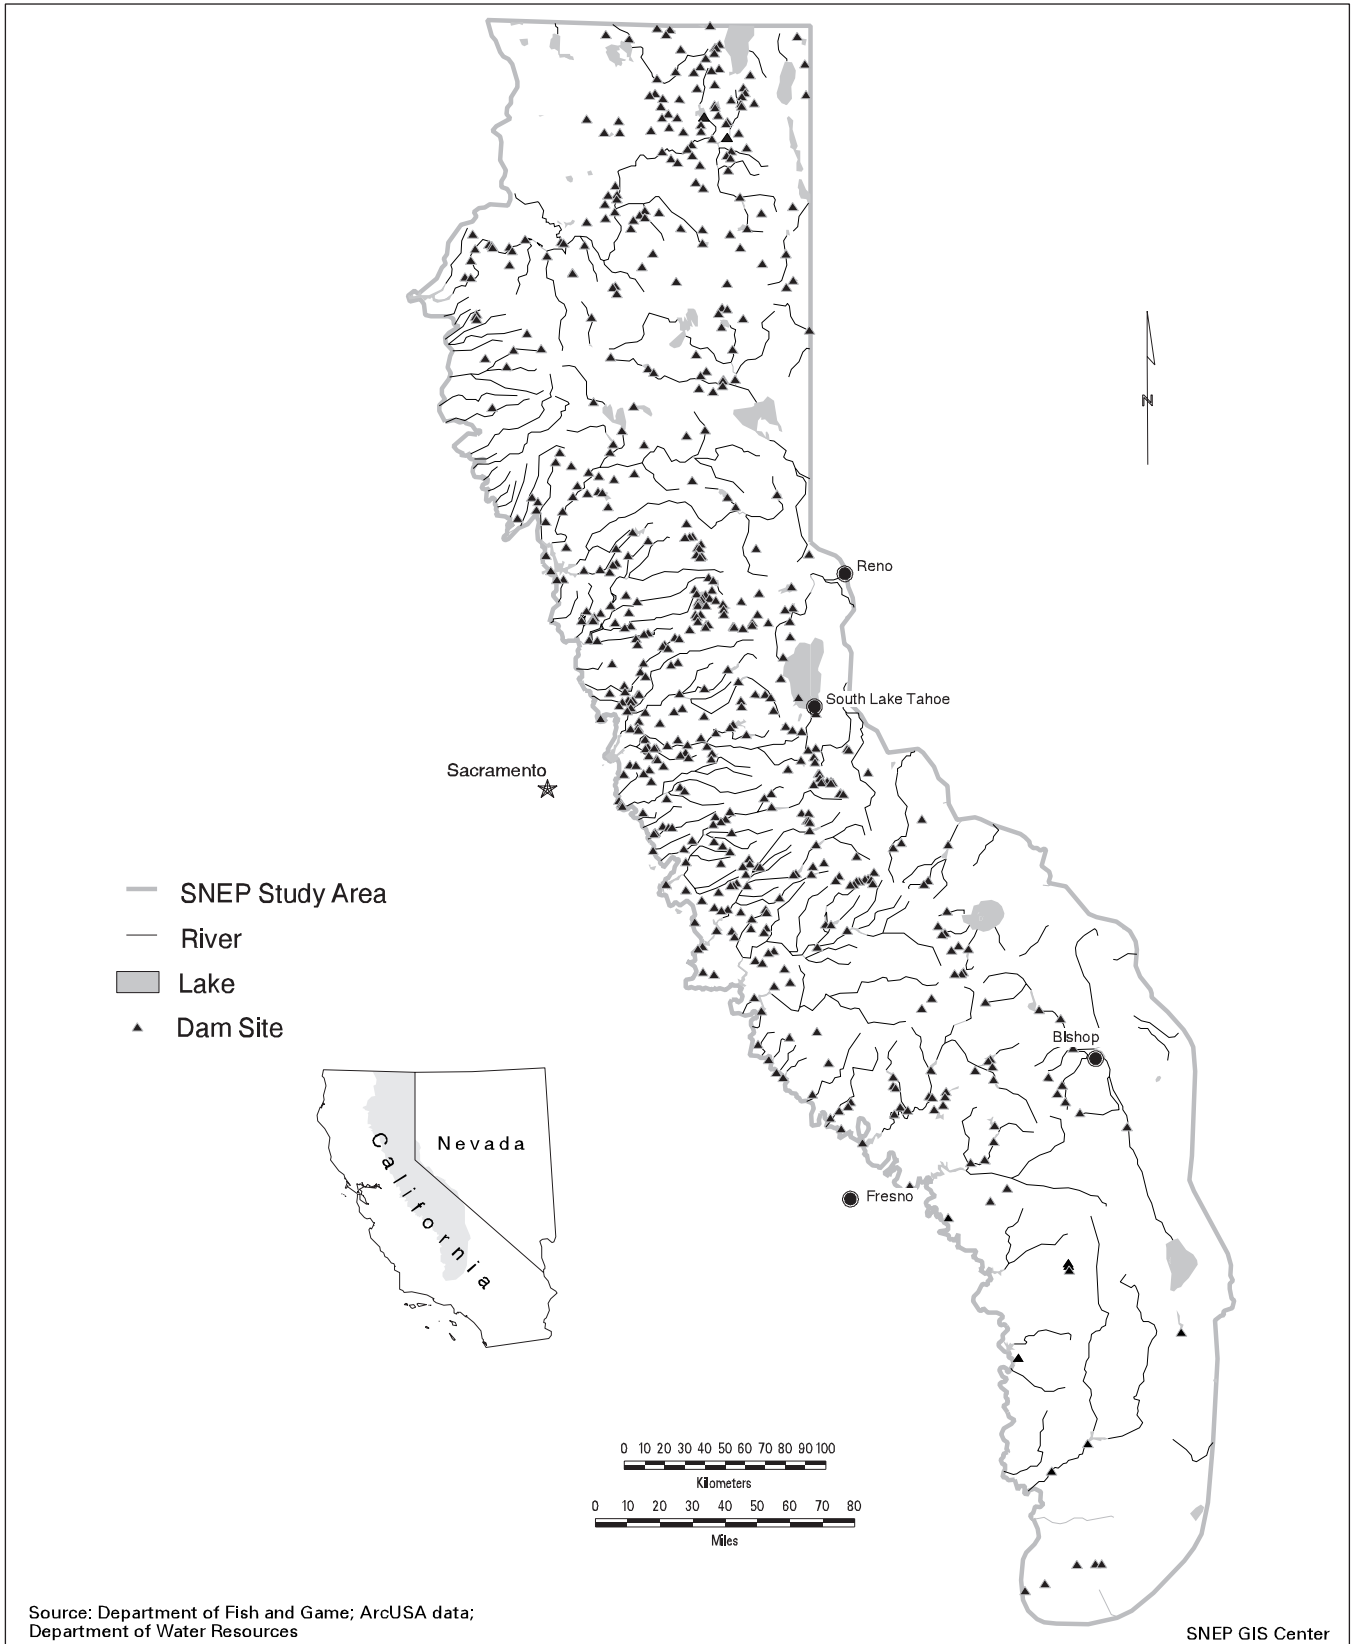 Reno
South Lake Tahoe
Sacramento
N
SNEP Study Area
River
Lake
Dam Site
Bishop
Nevada
California
Fresno
0 10 20 30 40 50 60 70 80 90 100
Kilometers
0 10 20 30 40 50 60 70 80
Miles
Source: Department of Fish and Game; ArcUSA data;
Department of Water Resources
SNEP GIS Center